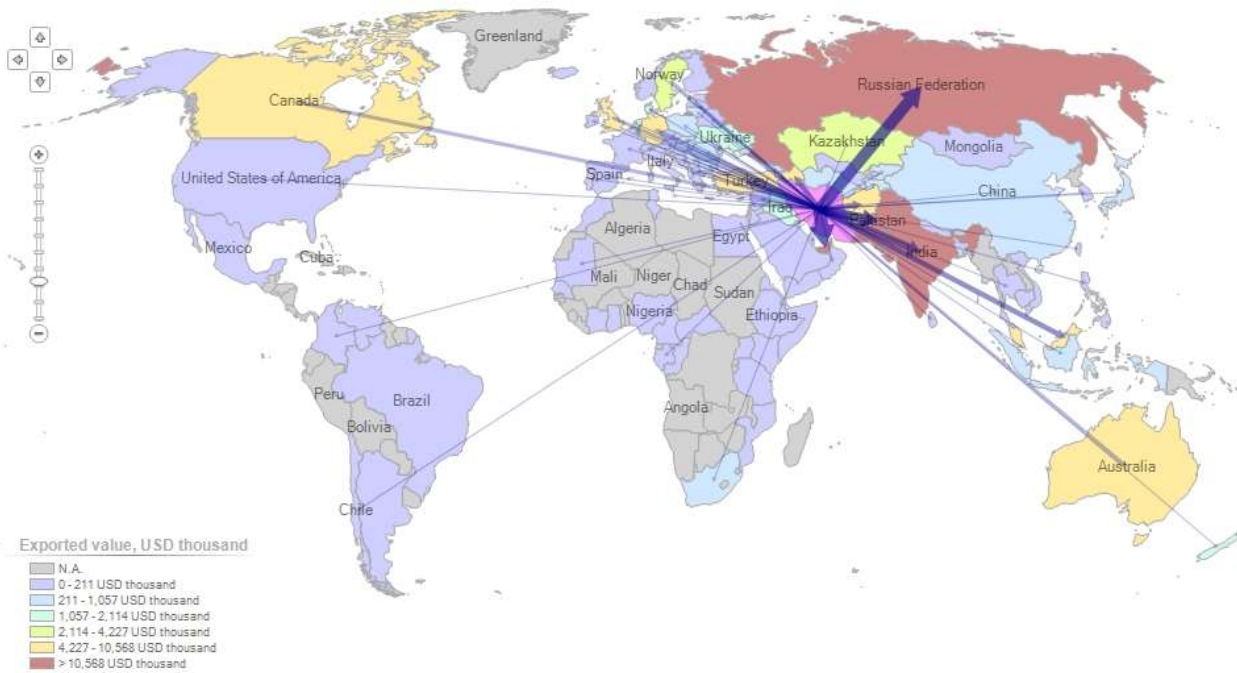 Greenland
Norway
Russian Federation
Canada
Ukraine
Kazakhstan
Mongolia
Italy
United States of America
Spain
Turkey
China
Iraq
Pakistan
Algeria
Egypt
India
Mexico
Cuba
Mali
Niger
Chad
Sudan
Nigeria
Ethiopia
Peru
Brazil
Angola
Bolivia
Australia
Chile
Exported value, USD thousand
N.A.
0 - 211 USD thousand
211 - 1,057 USD thousand
1,057 - 2,114 USD thousand
2,114 - 4,227 USD thousand
4,227 - 10,568 USD thousand
> 10,568 USD thousand